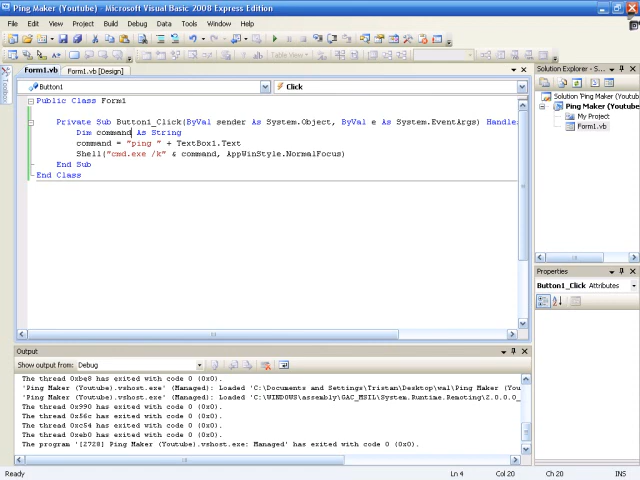 Ping Maker (Youtube) - Microsoft Visual Basic 2008 Express Edition
File Edit View Project Build Debug Data Tools Window Help
Table View
Form1.vb Form1.vb [Design]
Button1 Click
Public Class Form1
Private Sub Button1_Click(ByVal sender As System.Object, ByVal e As System.EventArgs) Handle
Dim command As String
command = "ping " + TextBox1.Text
Shell("cmd.exe /k" & command, AppWinStyle.NormalFocus)
End Sub
End Class
Toolbox
Solution Explorer - S
Ping Maker (Youtube)
My Project
Form1.vb
Properties
Button1_Click Attributes
Output
Show output from: Debug
The thread 0xbe8 has exited with code 0 (0x0).
'Ping Maker (Youtube).vshost.exe' (Managed): Loaded 'C:\Documents and Settings\Tristan\Desktop\wal\Ping Maker (You
'Ping Maker (Youtube).vshost.exe' (Managed): Loaded 'C:\WINDOWS\assembly\GAC_MSIL\System.Runtime.Remoting\2.0.0.0_
The thread 0x990 has exited with code 0 (0x0).
The thread 0x56c has exited with code 0 (0x0).
The thread 0xc54 has exited with code 0 (0x0).
The thread 0xeb0 has exited with code 0 (0x0).
The program '[2728] Ping Maker (Youtube).vshost.exe: Managed' has exited with code 0 (0x0).
Ready Ln 4 Col 20 Ch 20 INS